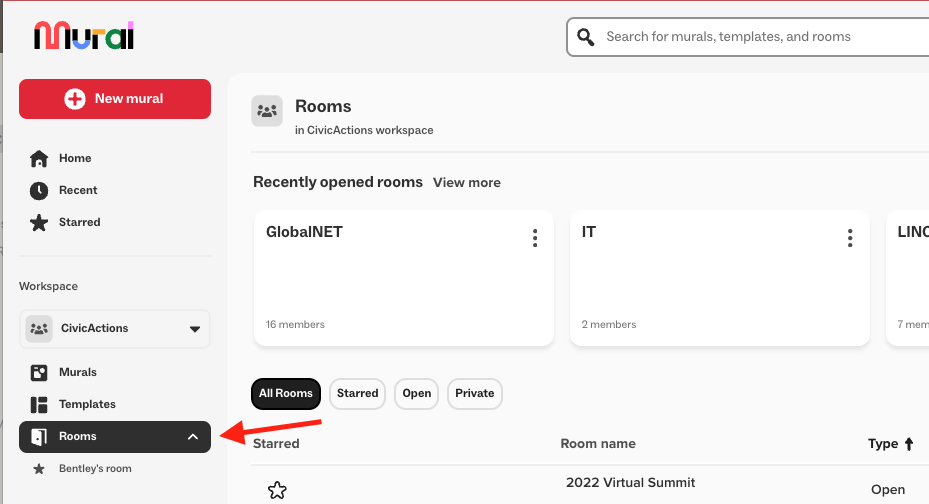 Mural
Search for murals, templates, and rooms
New mural
Home
Recent
Starred
Workspace
CivicActions
Murals
Templates
Rooms
Bentley's room
Rooms
in CivicActions workspace
Recently opened rooms View more
GlobalNET
16 members
IT
2 members
LINC
7 mem
All Rooms Starred Open Private
Starred Room name Type
2022 Virtual Summit Open